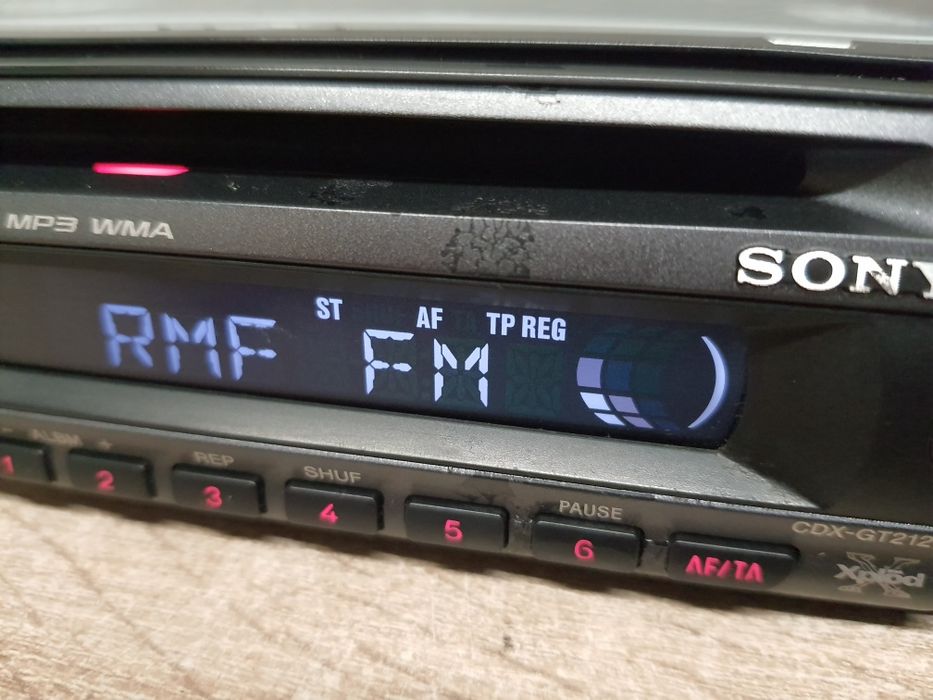 MP3 WMA
SONY
ST AF TP REG
RMF FM
- ALBM +
REP
SHUF
PAUSE
1 2 3 4 5 6 AF/TA
CDX-GT212
Xplod